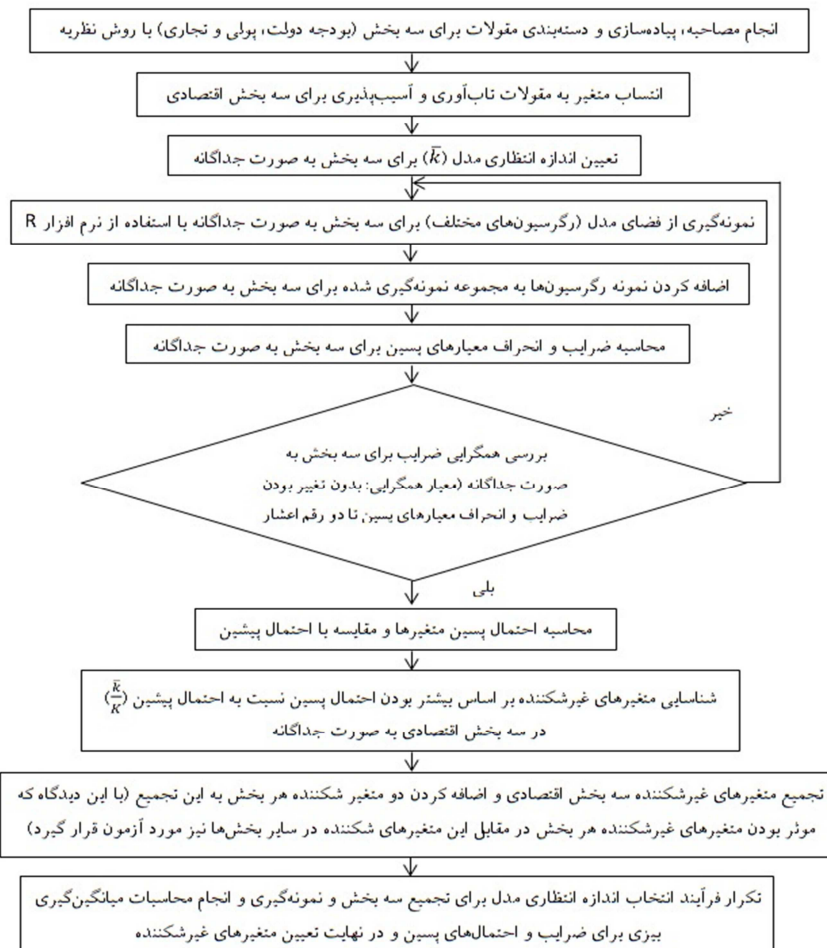 انجام مصاحبه، پیاده‌سازی و دسته‌بندی مقولات برای سه بخش (بودجه دولت، پولی و تجاری) با روش نظریه
انتساب متغیر به مقولات تاب‌آوری و آسیب‌پذیری برای سه بخش اقتصادی
تعیین اندازه انتظاری مدل (k̄) برای سه بخش به صورت جداگانه
نمونه‌گیری از فضای مدل (رگرسیون‌های مختلف) برای سه بخش به صورت جداگانه با استفاده از نرم افزار R
اضافه کردن نمونه رگرسیون‌ها به مجموعه نمونه‌گیری شده برای سه بخش به صورت جداگانه
محاسبه ضرایب و انحراف معیارهای پسین برای سه بخش به صورت جداگانه
خیر
بررسی همگرایی ضرایب برای سه بخش به
صورت جداگانه (معیار همگرایی: بدون تغییر بودن
ضرایب و انحراف معیارهای پسین تا دو رقم اعشار
بلی
محاسبه احتمال پسین متغیرها و مقایسه با احتمال پیشین
شناسایی متغیرهای غیرشکننده بر اساس بیشتر بودن احتمال پسین نسبت به احتمال پیشین (k̄/K)
در سه بخش اقتصادی به صورت جداگانه
تجمیع متغیرهای غیرشکننده سه بخش اقتصادی و اضافه کردن دو متغیر شکننده هر بخش به این تجمیع (با این دیدگاه که
موثر بودن متغیرهای غیرشکننده هر بخش در مقابل این متغیرهای شکننده در سایر بخش‌ها نیز مورد آزمون قرار گیرد)
تکرار فرآیند انتخاب اندازه انتظاری مدل برای تجمیع سه بخش و نمونه‌گیری و انجام محاسبات میانگین‌گیری
بیزی برای ضرایب و احتمال‌های پسین و در نهایت تعیین متغیرهای غیرشکننده